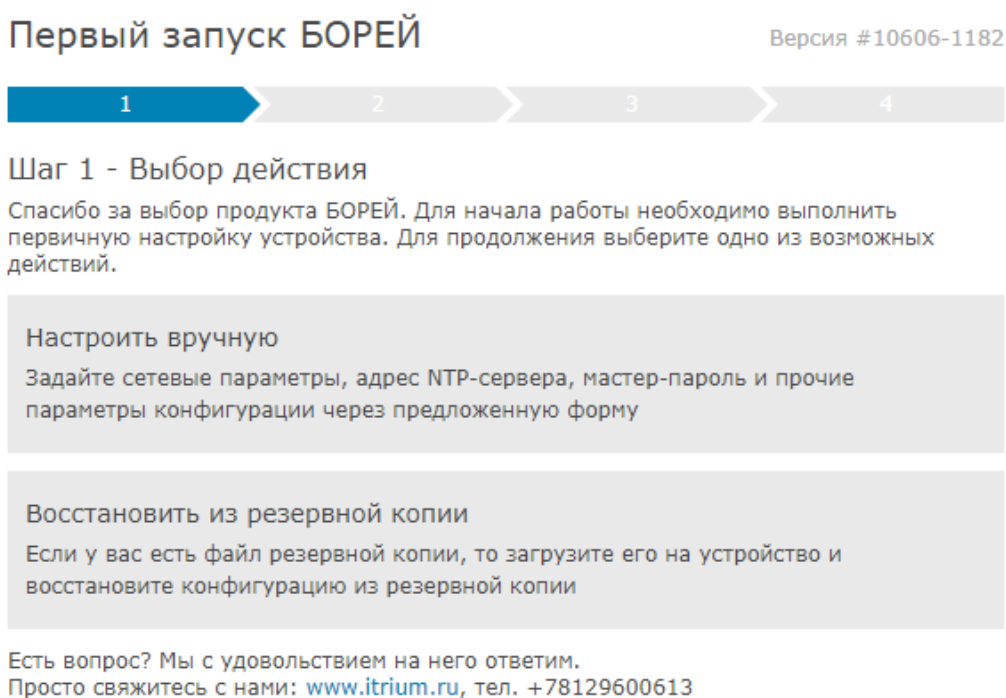 Первый запуск БОРЕЙ
Версия #10606-1182
1 2 3 4
Шаг 1 - Выбор действия
Спасибо за выбор продукта БОРЕЙ. Для начала работы необходимо выполнить
первичную настройку устройства. Для продолжения выберите одно из возможных
действий.
Настроить вручную
Задайте сетевые параметры, адрес NTP-сервера, мастер-пароль и прочие
параметры конфигурации через предложенную форму
Восстановить из резервной копии
Если у вас есть файл резервной копии, то загрузите его на устройство и
восстановите конфигурацию из резервной копии
Есть вопрос? Мы с удовольствием на него ответим.
Просто свяжитесь с нами: www.itrium.ru, тел. +78129600613